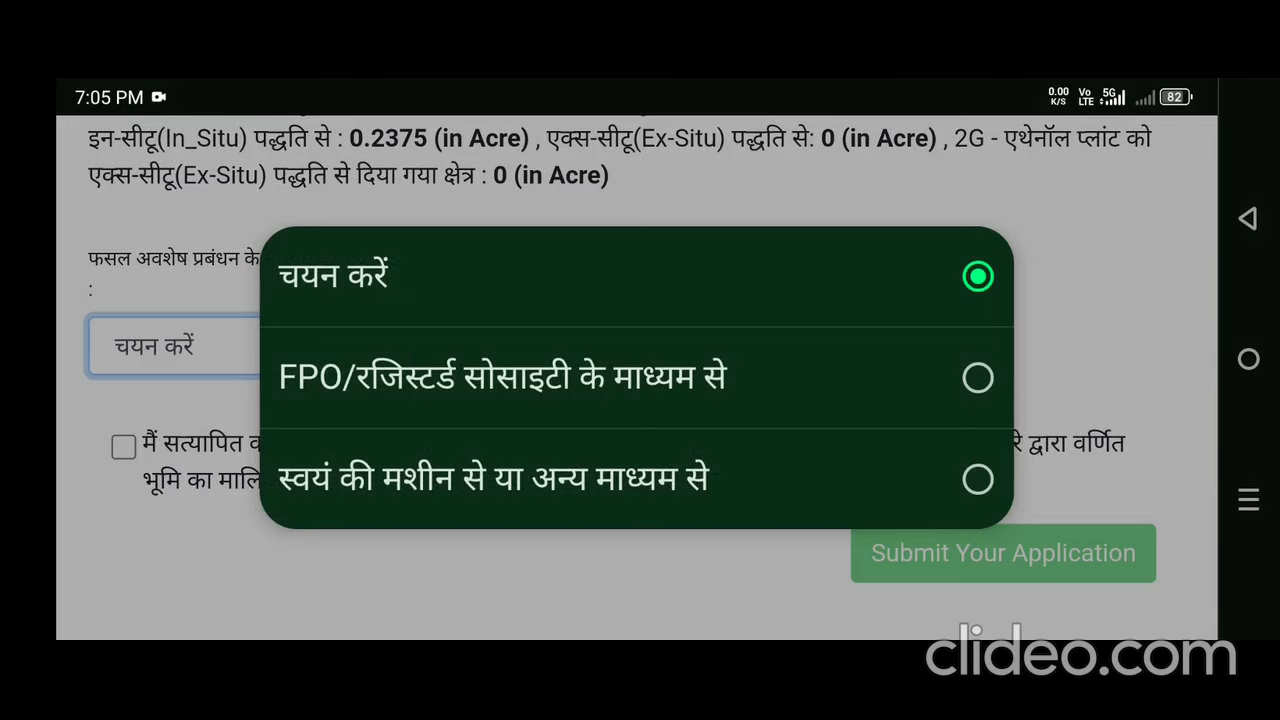 7:05 PM
0.00 K/S Vo LTE 5G 82
इन-सीटू(In_Situ) पद्धति से : 0.2375 (in Acre) , एक्स-सीटू(Ex-Situ) पद्धति से: 0 (in Acre) , 2G - एथेनॉल प्लांट को
एक्स-सीटू(Ex-Situ) पद्धति से दिया गया क्षेत्र : 0 (in Acre)
फसल अवशेष प्रबंधन के
:
चयन करें
चयन करें
FPO/रजिस्टर्ड सोसाइटी के माध्यम से
स्वयं की मशीन से या अन्य माध्यम से
मैं सत्यापित द्वारा वर्णित
भूमि का
Submit Your Application
clideo.com